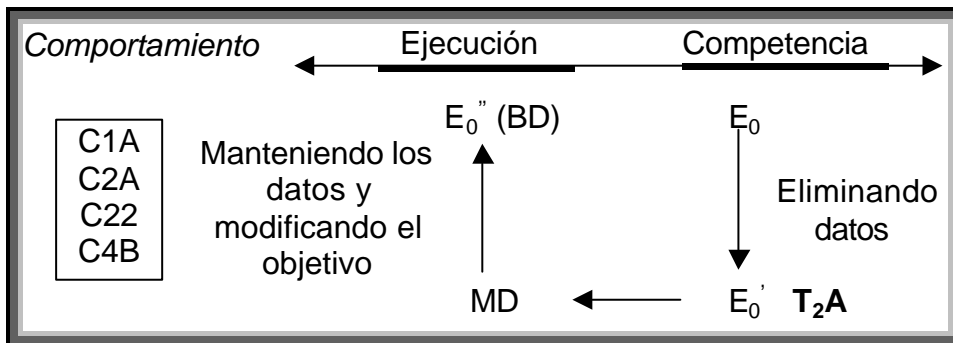 Comportamiento
Ejecución
Competencia
C1A
C2A
C22
C4B
Manteniendo los
datos y
modificando el
objetivo
E₀” (BD)
E₀
Eliminando
datos
MD
E₀’ T₂A